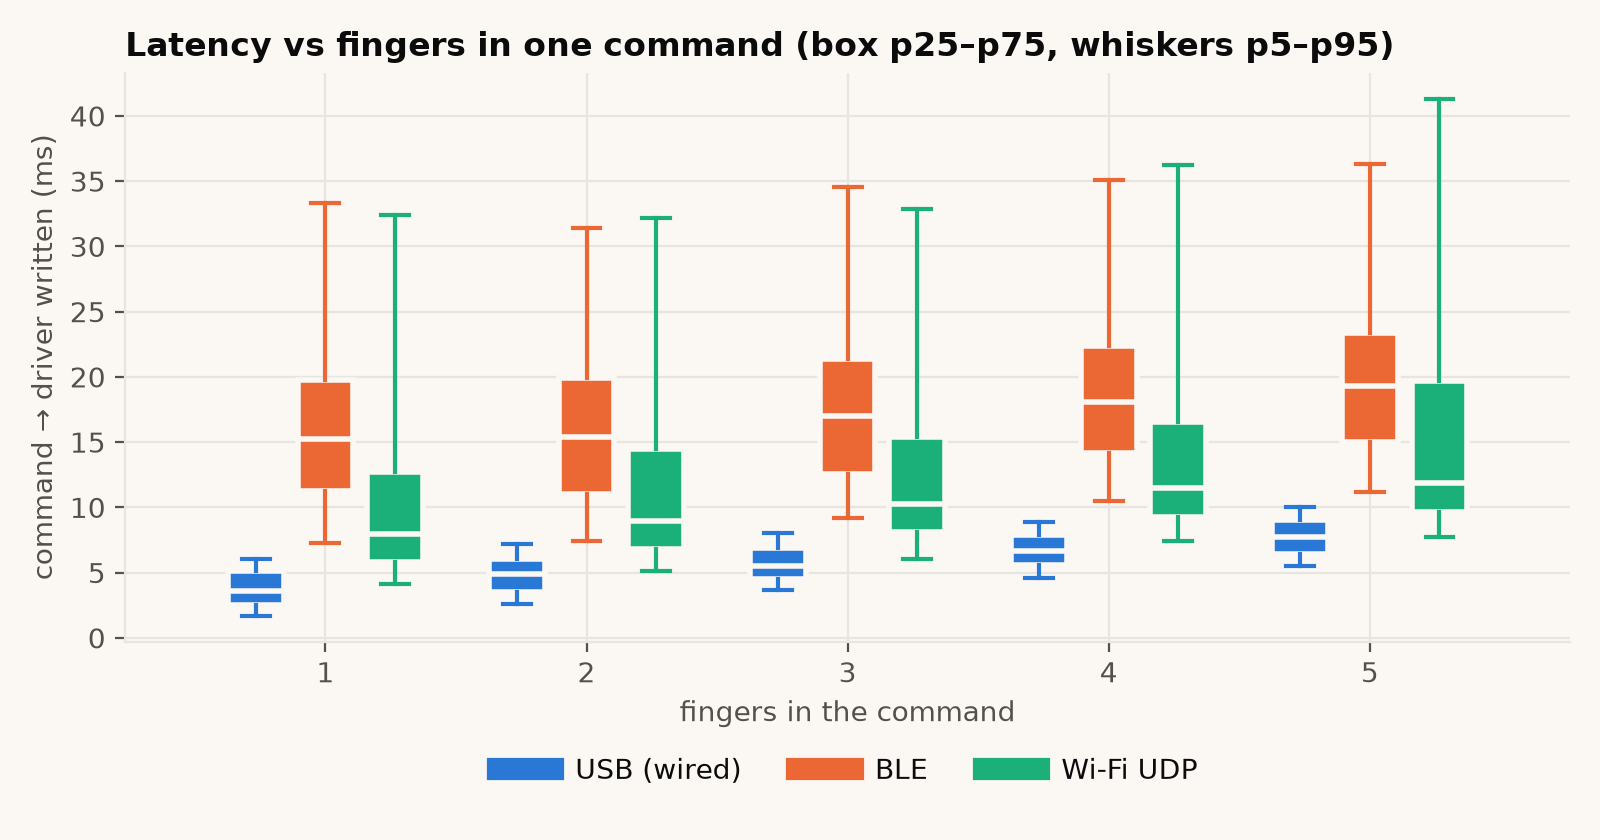 Latency vs fingers in one command (box p25–p75, whiskers p5–p95)
command → driver written (ms)
40
35
30
25
20
15
10
5
0
1 2 3 4 5
fingers in the command
USB (wired) BLE Wi-Fi UDP